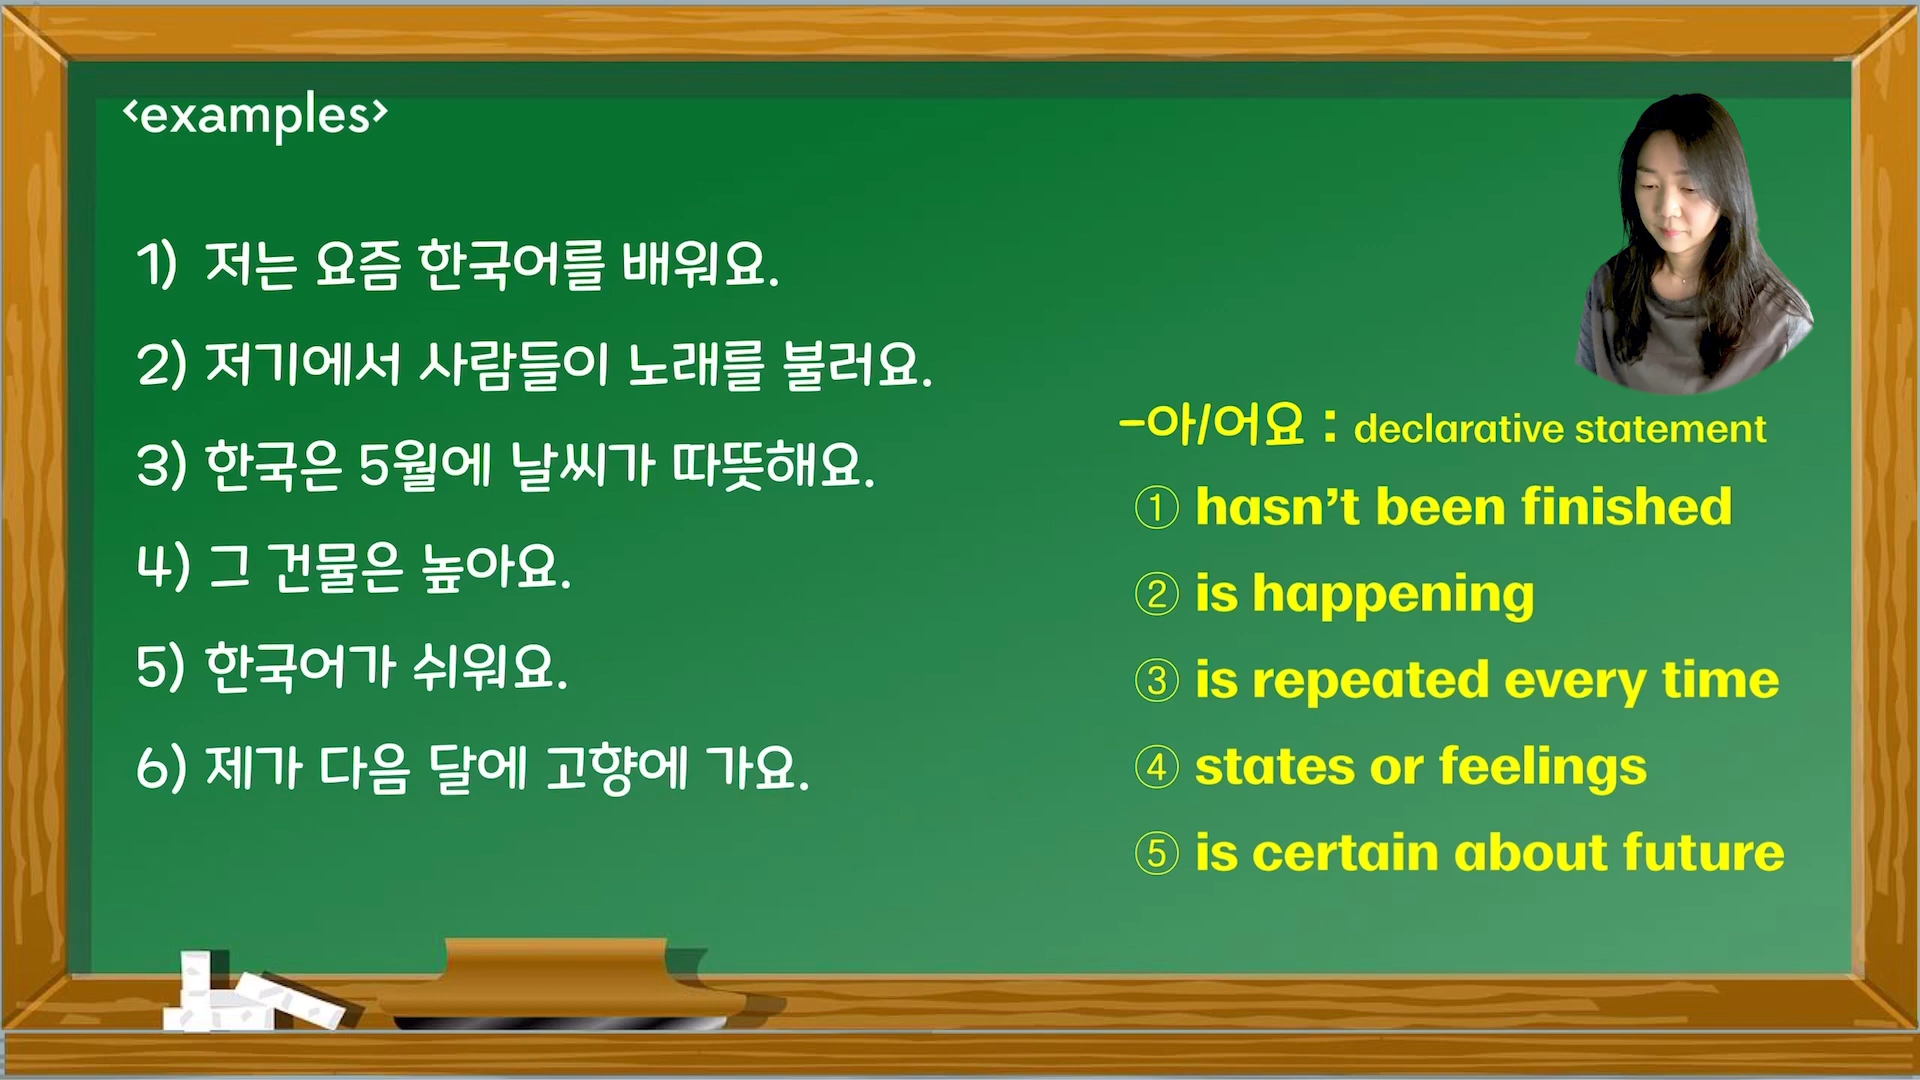 <examples>
1) 저는 요즘 한국어를 배워요.
2) 저기에서 사람들이 노래를 불러요.
3) 한국은 5월에 날씨가 따뜻해요.
4) 그 건물은 높아요.
5) 한국어가 쉬워요.
6) 제가 다음 달에 고향에 가요.
-아/어요 : declarative statement
① hasn't been finished
② is happening
③ is repeated every time
④ states or feelings
⑤ is certain about future